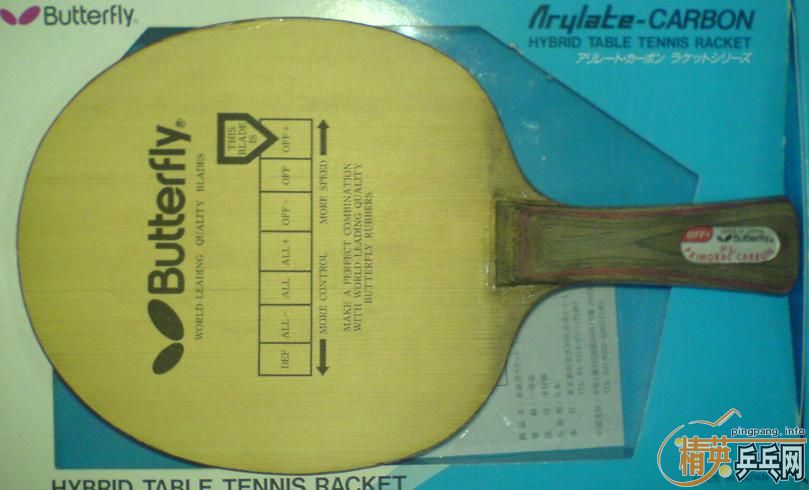 Butterfly.
Arylate-CARBON
HYBRID TABLE TENNIS RACKET
アリレート・カーボン ラケットシリーズ
Butterfly®
WORLD-LEADING QUALITY BLADES
THIS
BLADE
IS
DEF ALL- ALL ALL+ OFF- OFF OFF+
MORE CONTROL MORE SPEED
MAKE A PERFECT COMBINATION
WITH WORLD-LEADING QUALITY
BUTTERFLY RUBBERS
OFF+
Butterfly
PRIMORAC CARBON
HYBRID TABLE TENNIS RACKET
pingpang.info
精英乒乓网